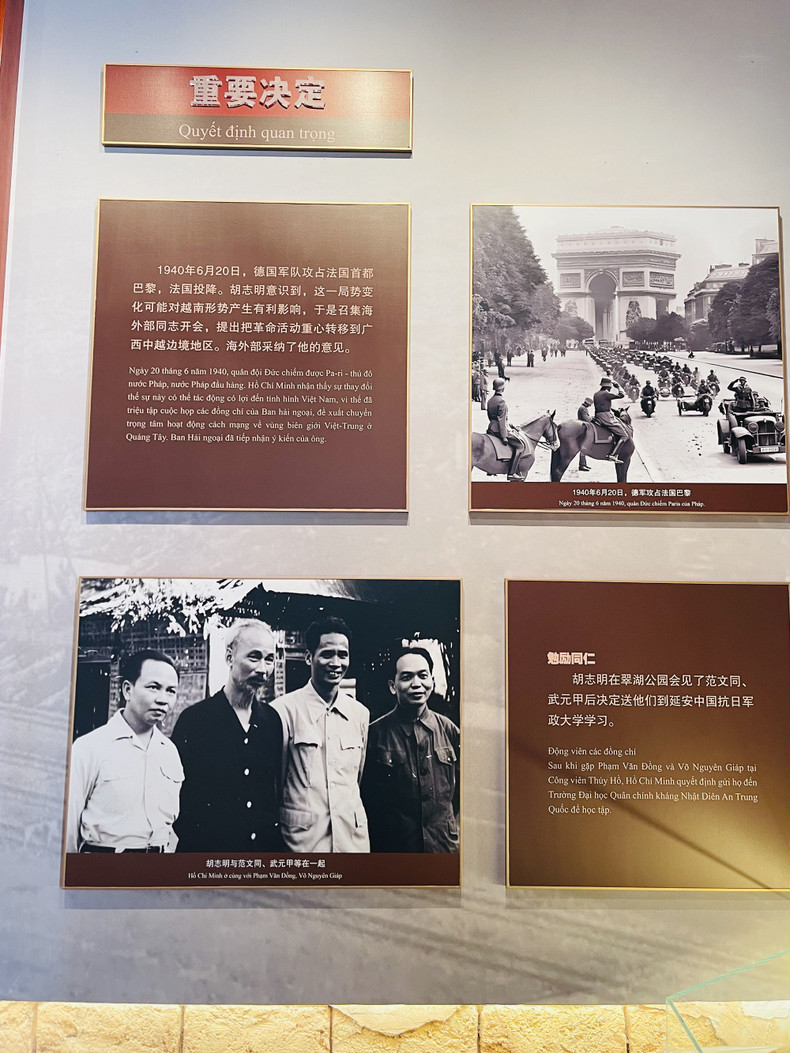 重要决定
Quyết định quan trọng
1940年6月20日，德国军队攻占法国首都
巴黎，法国投降。胡志明意识到，这一局势变
化可能对越南形势产生有利影响，于是召集海
外部同志开会，提出把革命活动重心转移到广
西中越边境地区。海外部采纳了他的意见。
Ngày 20 tháng 6 năm 1940, quân đội Đức chiếm được Pa-ri - thủ đô
nước Pháp, nước Pháp đầu hàng. Hồ Chí Minh nhận thấy sự thay đổi
thế sự này có thể tác động có lợi đến tình hình Việt Nam, vì thế đã
triệu tập cuộc họp các đồng chí của Ban hải ngoại, đề xuất chuyển
trọng tâm hoạt động cách mạng về vùng biên giới Việt-Trung ở
Quảng Tây. Ban Hải ngoại đã tiếp nhận ý kiến của ông.
1940年6月20日，德军攻占法国巴黎
Ngày 20 tháng 6 năm 1940, quân Đức chiếm Paris của Pháp.
胡志明与范文同、武元甲等在一起
Hồ Chí Minh ở cùng với Phạm Văn Đồng, Võ Nguyên Giáp
勉励同仁
胡志明在翠湖公园会见了范文同、
武元甲后决定送他们到延安中国抗日军
政大学学习。
Động viên các đồng chí
Sau khi gặp Phạm Văn Đồng và Võ Nguyên Giáp tại
Công viên Thúy Hồ, Hồ Chí Minh quyết định gửi họ đến
Trường Đại học Quân chính kháng Nhật Diên An Trung
Quốc để học tập.